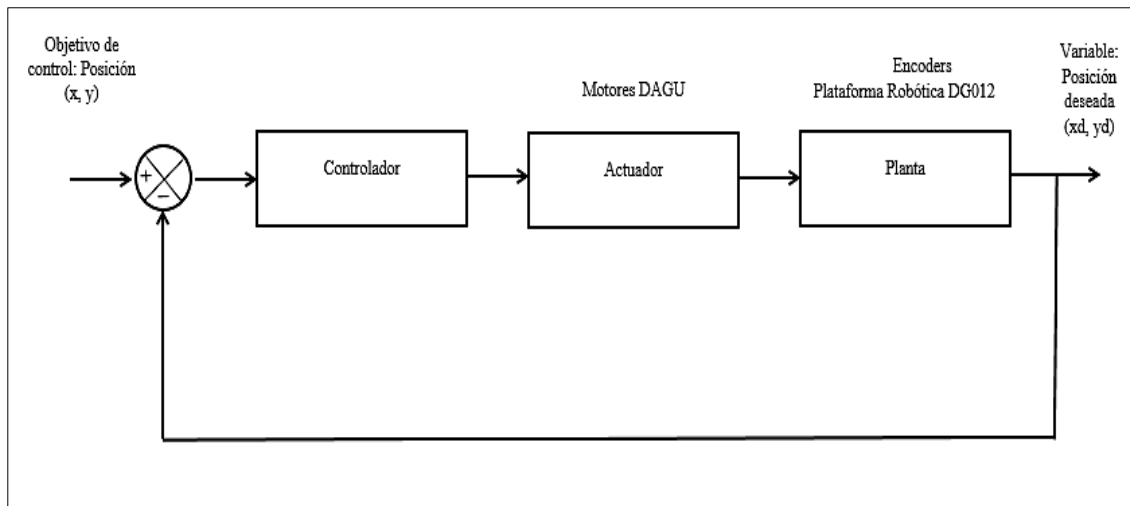 Objetivo de
control: Posición
(x, y)
Motores DAGU
Encoders
Plataforma Robótica DG012
Variable:
Posición
deseada
(xd, yd)
+
−
Controlador
Actuador
Planta